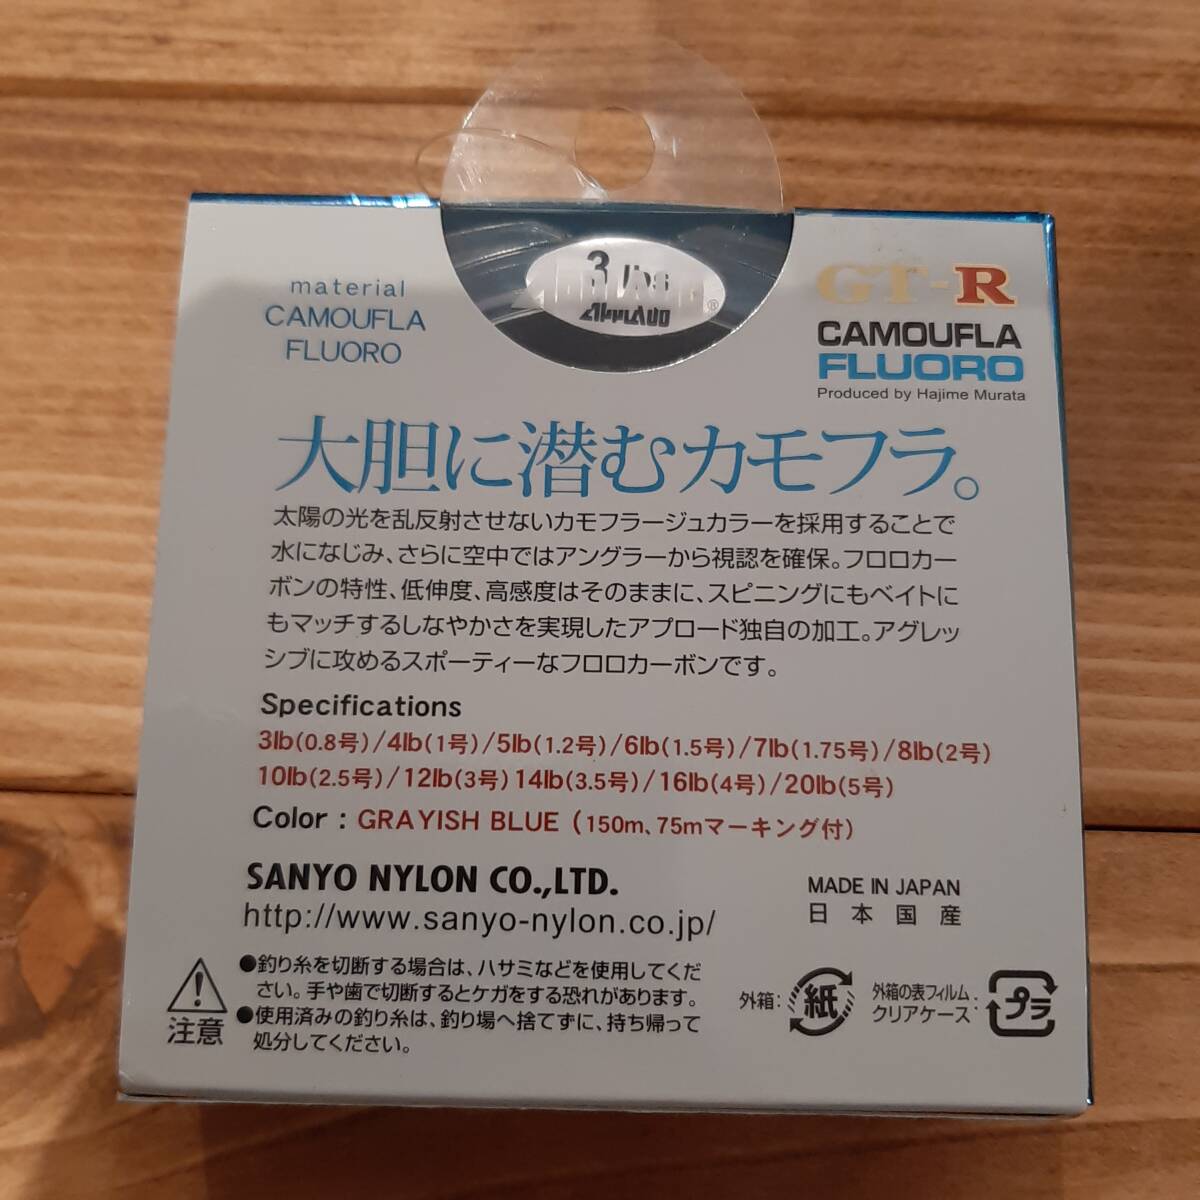 3 lbs
APPLAUD
®
material
CAMOUFLA
FLUORO
GT-R
CAMOUFLA
FLUORO
Produced by Hajime Murata
大胆に潜むカモフラ。
太陽の光を乱反射させないカモフラージュカラーを採用することで
水になじみ、さらに空中ではアングラーから視認を確保。フロロカー
ボンの特性、低伸度、高感度はそのままに、スピニングにもベイトに
もマッチするしなやかさを実現したアプロード独自の加工。アグレッ
シブに攻めるスポーティーなフロロカーボンです。
Specifications
3lb(0.8号)/4lb(1号)/5lb(1.2号)/6lb(1.5号)/7lb(1.75号)/8lb(2号)
10lb(2.5号)/12lb(3号)14lb(3.5号)/16lb(4号)/20lb(5号)
Color : GRAYISH BLUE (150m、75mマーキング付)
SANYO NYLON CO.,LTD.
http://www.sanyo-nylon.co.jp/
MADE IN JAPAN
日本国産
注意
●釣り糸を切断する場合は、ハサミなどを使用してくだ
さい。手や歯で切断するとケガをする恐れがあります。
●使用済みの釣り糸は、釣り場へ捨てずに、持ち帰って
処分してください。
外箱: 紙
外箱の表フィルム
クリアケース: プラ